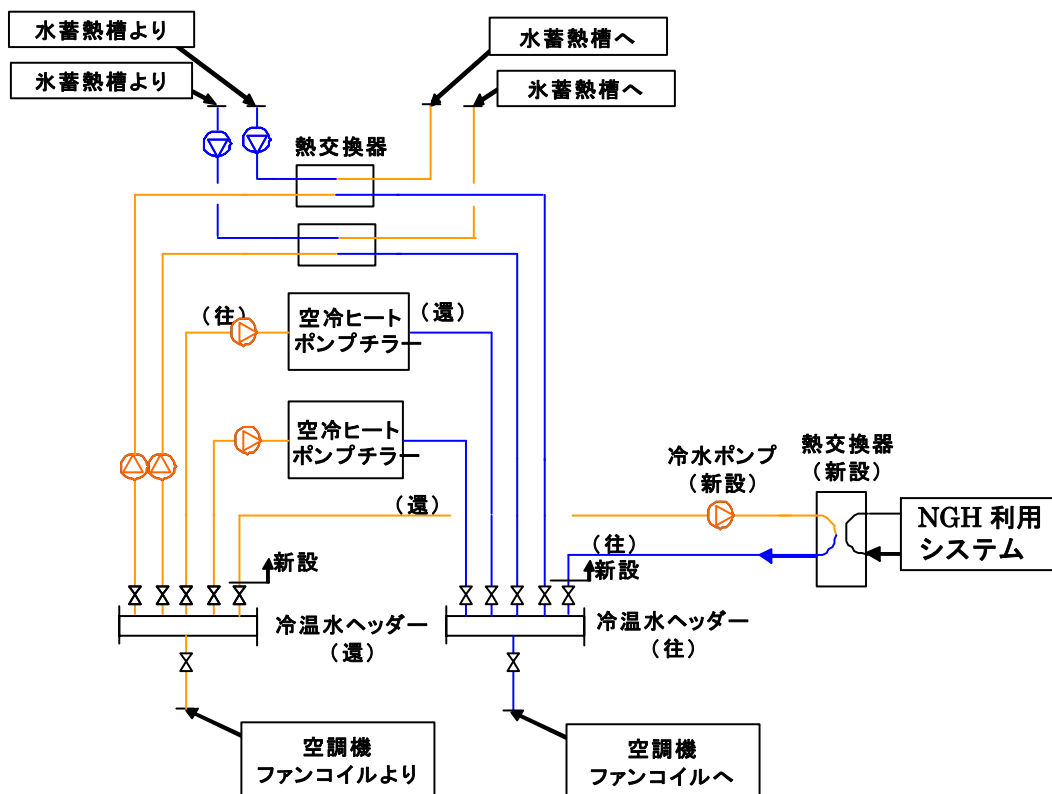 水蓄熱槽より
氷蓄熱槽より
水蓄熱槽へ
氷蓄熱槽へ
熱交換器
（往）
空冷ヒート
ポンプチラー
（還）
空冷ヒート
ポンプチラー
冷水ポンプ
（新設）
熱交換器
（新設）
NGH 利用
システム
（還）
（往）
新設
新設
冷温水ヘッダー
（還）
冷温水ヘッダー
（往）
空調機
ファンコイルより
空調機
ファンコイルへ